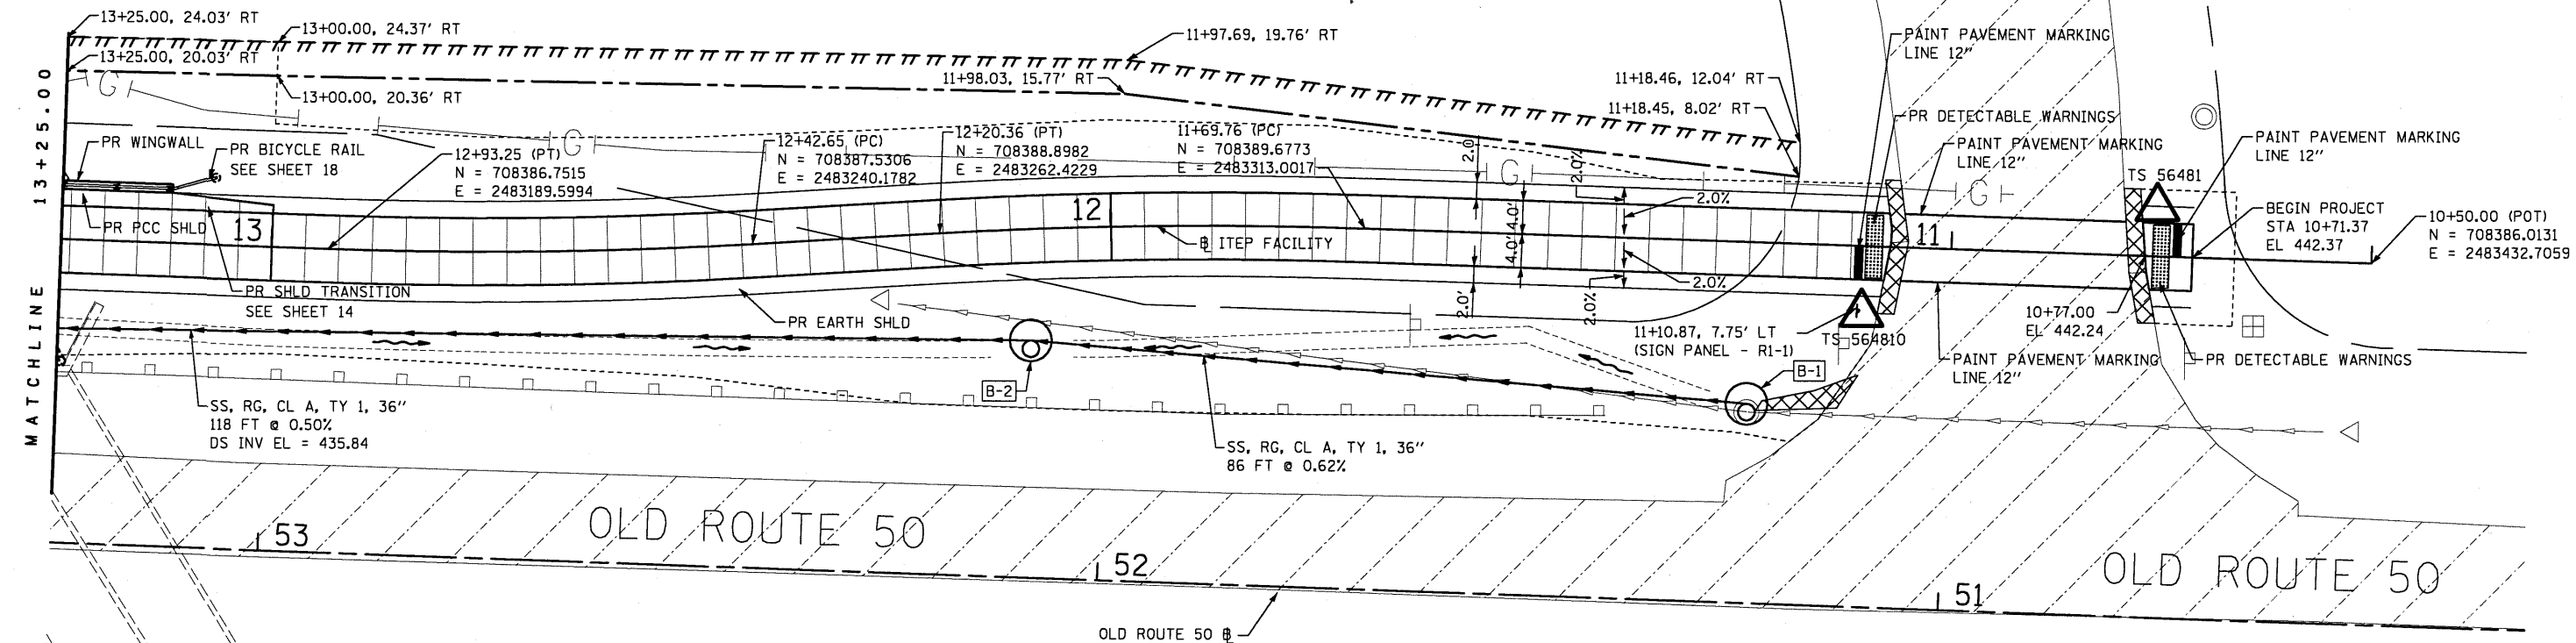 13+25.00, 24.03' RT
13+00.00, 24.37' RT
13+25.00, 20.03' RT
13+00.00, 20.36' RT
11+97.69, 19.76' RT
11+98.03, 15.77' RT
11+18.46, 12.04' RT
11+18.45, 8.02' RT
PAINT PAVEMENT MARKING
LINE 12"
PR DETECTABLE WARNINGS
PAINT PAVEMENT MARKING
LINE 12"
PAINT PAVEMENT MARKING
LINE 12"
MATCHLINE 13+25.00
G
G
G
G
PR WINGWALL
PR BICYCLE RAIL
SEE SHEET 18
12+93.25 (PT)
N = 708386.7515
E = 2483189.5994
12+42.65 (PC)
N = 708387.5306
E = 2483240.1782
12+20.36 (PT)
N = 708388.8982
E = 2483262.4229
11+69.76 (PC)
N = 708389.6773
E = 2483313.0017
2.0'
4.0'
4.0'
2.0'
2.0%
2.0%
2.0%
2.0%
TS 56481
BEGIN PROJECT
STA 10+71.37
EL 442.37
10+50.00 (POT)
N = 708386.0131
E = 2483432.7059
PR PCC SHLD
13
12
11
℄ ITEP FACILITY
PR SHLD TRANSITION
SEE SHEET 14
PR EARTH SHLD
11+10.87, 7.75' LT
(SIGN PANEL - R1-1)
TS 564810
10+77.00
EL 442.24
PAINT PAVEMENT MARKING
LINE 12"
PR DETECTABLE WARNINGS
B-2
B-1
SS, RG, CL A, TY 1, 36"
118 FT @ 0.50%
DS INV EL = 435.84
SS, RG, CL A, TY 1, 36"
86 FT @ 0.62%
OLD ROUTE 50
OLD ROUTE 50
53
52
51
OLD ROUTE 50 ℄